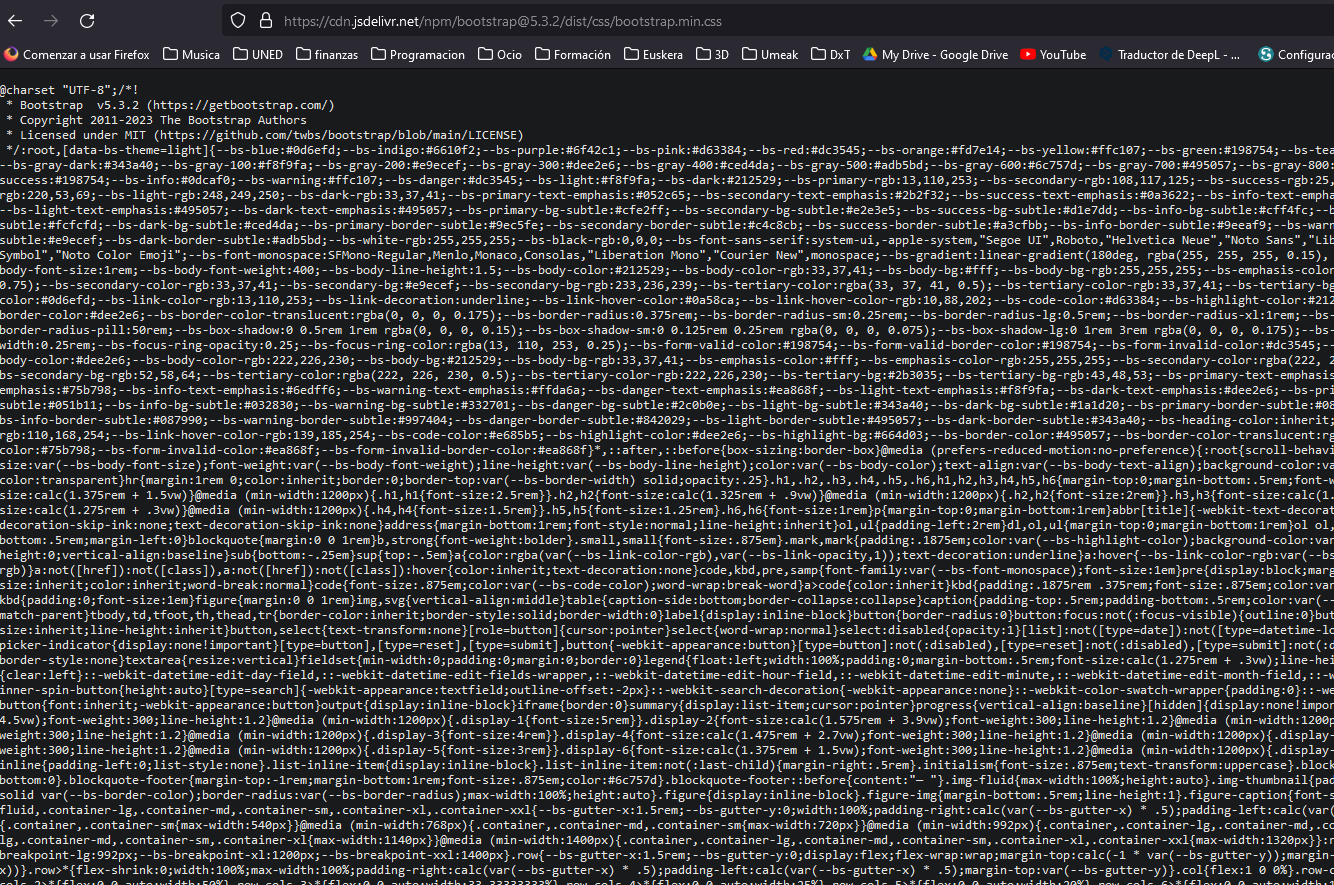 https://cdn.jsdelivr.net/npm/bootstrap@5.3.2/dist/css/bootstrap.min.css
Comenzar a usar Firefox Musica UNED finanzas Programacion Ocio Formación Euskera 3D Umeak DxT My Drive - Google Drive YouTube Traductor de DeepL - ... Configura
@charset "UTF-8";/*!
* Bootstrap v5.3.2 (https://getbootstrap.com/)
* Copyright 2011-2023 The Bootstrap Authors
* Licensed under MIT (https://github.com/twbs/bootstrap/blob/main/LICENSE)
*/:root,[data-bs-theme=light]{--bs-blue:#0d6efd;--bs-indigo:#6610f2;--bs-purple:#6f42c1;--bs-pink:#d63384;--bs-red:#dc3545;--bs-orange:#fd7e14;--bs-yellow:#ffc107;--bs-green:#198754;--bs-tea
--bs-gray-dark:#343a40;--bs-gray-100:#f8f9fa;--bs-gray-200:#e9ecef;--bs-gray-300:#dee2e6;--bs-gray-400:#ced4da;--bs-gray-500:#adb5bd;--bs-gray-600:#6c757d;--bs-gray-700:#495057;--bs-gray-800:
success:#198754;--bs-info:#0dcaf0;--bs-warning:#ffc107;--bs-danger:#dc3545;--bs-light:#f8f9fa;--bs-dark:#212529;--bs-primary-rgb:13,110,253;--bs-secondary-rgb:108,117,125;--bs-success-rgb:25,
rgb:220,53,69;--bs-light-rgb:248,249,250;--bs-dark-rgb:33,37,41;--bs-primary-text-emphasis:#052c65;--bs-secondary-text-emphasis:#2b2f32;--bs-success-text-emphasis:#0a3622;--bs-info-text-empha
--bs-light-text-emphasis:#495057;--bs-dark-text-emphasis:#495057;--bs-primary-bg-subtle:#cfe2ff;--bs-secondary-bg-subtle:#e2e3e5;--bs-success-bg-subtle:#d1e7dd;--bs-info-bg-subtle:#cff4fc;--b
subtle:#fcfcfd;--bs-dark-bg-subtle:#ced4da;--bs-primary-border-subtle:#9ec5fe;--bs-secondary-border-subtle:#c4c8cb;--bs-success-border-subtle:#a3cfbb;--bs-info-border-subtle:#9eeaf9;--bs-warn
subtle:#e9ecef;--bs-dark-border-subtle:#adb5bd;--bs-white-rgb:255,255,255;--bs-black-rgb:0,0,0;--bs-font-sans-serif:system-ui,-apple-system,"Segoe UI",Roboto,"Helvetica Neue","Noto Sans","Lib
Symbol","Noto Color Emoji";--bs-font-monospace:SFMono-Regular,Menlo,Monaco,Consolas,"Liberation Mono","Courier New",monospace;--bs-gradient:linear-gradient(180deg, rgba(255, 255, 255, 0.15),
body-font-size:1rem;--bs-body-font-weight:400;--bs-body-line-height:1.5;--bs-body-color:#212529;--bs-body-color-rgb:33,37,41;--bs-body-bg:#fff;--bs-body-bg-rgb:255,255,255;--bs-emphasis-color
0.75);--bs-secondary-color-rgb:33,37,41;--bs-secondary-bg:#e9ecef;--bs-secondary-bg-rgb:233,236,239;--bs-tertiary-color:rgba(33, 37, 41, 0.5);--bs-tertiary-color-rgb:33,37,41;--bs-tertiary-bg
color:#0d6efd;--bs-link-color-rgb:13,110,253;--bs-link-decoration:underline;--bs-link-hover-color:#0a58ca;--bs-link-hover-color-rgb:10,88,202;--bs-code-color:#d63384;--bs-highlight-color:#212
border-color:#dee2e6;--bs-border-color-translucent:rgba(0, 0, 0, 0.175);--bs-border-radius:0.375rem;--bs-border-radius-sm:0.25rem;--bs-border-radius-lg:0.5rem;--bs-border-radius-xl:1rem;--bs-
border-radius-pill:50rem;--bs-box-shadow:0 0.5rem 1rem rgba(0, 0, 0, 0.15);--bs-box-shadow-sm:0 0.125rem 0.25rem rgba(0, 0, 0, 0.075);--bs-box-shadow-lg:0 1rem 3rem rgba(0, 0, 0, 0.175);--bs-
width:0.25rem;--bs-focus-ring-opacity:0.25;--bs-focus-ring-color:rgba(13, 110, 253, 0.25);--bs-form-valid-color:#198754;--bs-form-valid-border-color:#198754;--bs-form-invalid-color:#dc3545;--
body-color:#dee2e6;--bs-body-color-rgb:222,226,230;--bs-body-bg:#212529;--bs-body-bg-rgb:33,37,41;--bs-emphasis-color:#fff;--bs-emphasis-color-rgb:255,255,255;--bs-secondary-color:rgba(222, 2
bs-secondary-bg-rgb:52,58,64;--bs-tertiary-color:rgba(222, 226, 230, 0.5);--bs-tertiary-color-rgb:222,226,230;--bs-tertiary-bg:#2b3035;--bs-tertiary-bg-rgb:43,48,53;--bs-primary-text-emphasis
emphasis:#75b798;--bs-info-text-emphasis:#6edff6;--bs-warning-text-emphasis:#ffda6a;--bs-danger-text-emphasis:#ea868f;--bs-light-text-emphasis:#f8f9fa;--bs-dark-text-emphasis:#dee2e6;--bs-pri
subtle:#051b11;--bs-info-bg-subtle:#032830;--bs-warning-bg-subtle:#332701;--bs-danger-bg-subtle:#2c0b0e;--bs-light-bg-subtle:#343a40;--bs-dark-bg-subtle:#1a1d20;--bs-primary-border-subtle:#08
bs-info-border-subtle:#087990;--bs-warning-border-subtle:#997404;--bs-danger-border-subtle:#842029;--bs-light-border-subtle:#495057;--bs-dark-border-subtle:#343a40;--bs-heading-color:inherit;
rgb:110,168,254;--bs-link-hover-color-rgb:139,185,254;--bs-code-color:#e685b5;--bs-highlight-color:#dee2e6;--bs-highlight-bg:#664d03;--bs-border-color:#495057;--bs-border-color-translucent:rg
color:#75b798;--bs-form-invalid-color:#ea868f;--bs-form-invalid-border-color:#ea868f}*,::after,::before{box-sizing:border-box}@media (prefers-reduced-motion:no-preference){:root{scroll-behavi
size:var(--bs-body-font-size);font-weight:var(--bs-body-font-weight);line-height:var(--bs-body-line-height);color:var(--bs-body-color);text-align:var(--bs-body-text-align);background-color:va
color:transparent}hr{margin:1rem 0;color:inherit;border:0;border-top:var(--bs-border-width) solid;opacity:.25}.h1,.h2,.h3,.h4,.h5,.h6,h1,h2,h3,h4,h5,h6{margin-top:0;margin-bottom:.5rem;font-w
size:calc(1.375rem + 1.5vw)}@media (min-width:1200px){.h1,h1{font-size:2.5rem}}.h2,h2{font-size:calc(1.325rem + .9vw)}@media (min-width:1200px){.h2,h2{font-size:2rem}}.h3,h3{font-size:calc(1.
size:calc(1.275rem + .3vw)}@media (min-width:1200px){.h4,h4{font-size:1.5rem}}.h5,h5{font-size:1.25rem}.h6,h6{font-size:1rem}p{margin-top:0;margin-bottom:1rem}abbr[title]{-webkit-text-decorat
decoration-skip-ink:none;text-decoration-skip-ink:none}address{margin-bottom:1rem;font-style:normal;line-height:inherit}ol,ul{padding-left:2rem}dl,ol,ul{margin-top:0;margin-bottom:1rem}ol ol,
bottom:.5rem;margin-left:0}blockquote{margin:0 0 1rem}b,strong{font-weight:bolder}.small,small{font-size:.875em}.mark,mark{padding:.1875em;color:var(--bs-highlight-color);background-color:var
height:0;vertical-align:baseline}sub{bottom:-.25em}sup{top:-.5em}a{color:rgba(var(--bs-link-color-rgb),var(--bs-link-opacity,1));text-decoration:underline}a:hover{--bs-link-color-rgb:var(--bs
rgb)}a:not([href]):not([class]),a:not([href]):not([class]):hover{color:inherit;text-decoration:none}code,kbd,pre,samp{font-family:var(--bs-font-monospace);font-size:1em}pre{display:block;marg
size:inherit;color:inherit;word-break:normal}code{font-size:.875em;color:var(--bs-code-color);word-wrap:break-word}a>code{color:inherit}kbd{padding:.1875rem .375rem;font-size:.875em;color:var
kbd{padding:0;font-size:1em}figure{margin:0 0 1rem}img,svg{vertical-align:middle}table{caption-side:bottom;border-collapse:collapse}caption{padding-top:.5rem;padding-bottom:.5rem;color:var(--
match-parent}tbody,td,tfoot,th,thead,tr{border-color:inherit;border-style:solid;border-width:0}label{display:inline-block}button{border-radius:0}button:focus:not(:focus-visible){outline:0}but
size:inherit;line-height:inherit}button,select{text-transform:none}[role=button]{cursor:pointer}select{word-wrap:normal}select:disabled{opacity:1}[list]:not([type=date]):not([type=datetime-lo
picker-indicator{display:none!important}[type=button],[type=reset],[type=submit],button{-webkit-appearance:button}[type=button]:not(:disabled),[type=reset]:not(:disabled),[type=submit]:not(:d
border-style:none}textarea{resize:vertical}fieldset{min-width:0;padding:0;margin:0;border:0}legend{float:left;width:100%;padding:0;margin-bottom:.5rem;font-size:calc(1.275rem + .3vw);line-hei
{clear:left}::-webkit-datetime-edit-day-field,::-webkit-datetime-edit-fields-wrapper,::-webkit-datetime-edit-hour-field,::-webkit-datetime-edit-minute,::-webkit-datetime-edit-month-field,::-w
inner-spin-button{height:auto}[type=search]{-webkit-appearance:textfield;outline-offset:-2px}::-webkit-search-decoration{-webkit-appearance:none}::-webkit-color-swatch-wrapper{padding:0}::-we
button{font:inherit;-webkit-appearance:button}output{display:inline-block}iframe{border:0}summary{display:list-item;cursor:pointer}progress{vertical-align:baseline}[hidden]{display:none!impor
4.5vw);font-weight:300;line-height:1.2}@media (min-width:1200px){.display-1{font-size:5rem}}.display-2{font-size:calc(1.575rem + 3.9vw);font-weight:300;line-height:1.2}@media (min-width:1200p
weight:300;line-height:1.2}@media (min-width:1200px){.display-3{font-size:4rem}}.display-4{font-size:calc(1.475rem + 2.7vw);font-weight:300;line-height:1.2}@media (min-width:1200px){.display-
weight:300;line-height:1.2}@media (min-width:1200px){.display-5{font-size:3rem}}.display-6{font-size:calc(1.375rem + 1.5vw);font-weight:300;line-height:1.2}@media (min-width:1200px){.display-
inline{padding-left:0;list-style:none}.list-inline-item{display:inline-block}.list-inline-item:not(:last-child){margin-right:.5rem}.initialism{font-size:.875em;text-transform:uppercase}.block
bottom:0}.blockquote-footer{margin-top:-1rem;margin-bottom:1rem;font-size:.875em;color:#6c757d}.blockquote-footer::before{content:"— "}.img-fluid{max-width:100%;height:auto}.img-thumbnail{pad
solid var(--bs-border-color);border-radius:var(--bs-border-radius);max-width:100%;height:auto}.figure{display:inline-block}.figure-img{margin-bottom:.5rem;line-height:1}.figure-caption{font-s
fluid,.container-lg,.container-md,.container-sm,.container-xl,.container-xxl{--bs-gutter-x:1.5rem;--bs-gutter-y:0;width:100%;padding-right:calc(var(--bs-gutter-x) * .5);padding-left:calc(var(
{.container,.container-sm{max-width:540px}}@media (min-width:768px){.container,.container-md,.container-sm{max-width:720px}}@media (min-width:992px){.container,.container-lg,.container-md,.co
lg,.container-md,.container-sm,.container-xl{max-width:1140px}}@media (min-width:1400px){.container,.container-lg,.container-md,.container-sm,.container-xl,.container-xxl{max-width:1320px}}:r
breakpoint-lg:992px;--bs-breakpoint-xl:1200px;--bs-breakpoint-xxl:1400px}.row{--bs-gutter-x:1.5rem;--bs-gutter-y:0;display:flex;flex-wrap:wrap;margin-top:calc(-1 * var(--bs-gutter-y));margin-
x))}.row>*{flex-shrink:0;width:100%;max-width:100%;padding-right:calc(var(--bs-gutter-x) * .5);padding-left:calc(var(--bs-gutter-x) * .5);margin-top:var(--bs-gutter-y)}.col{flex:1 0 0%}.row-c